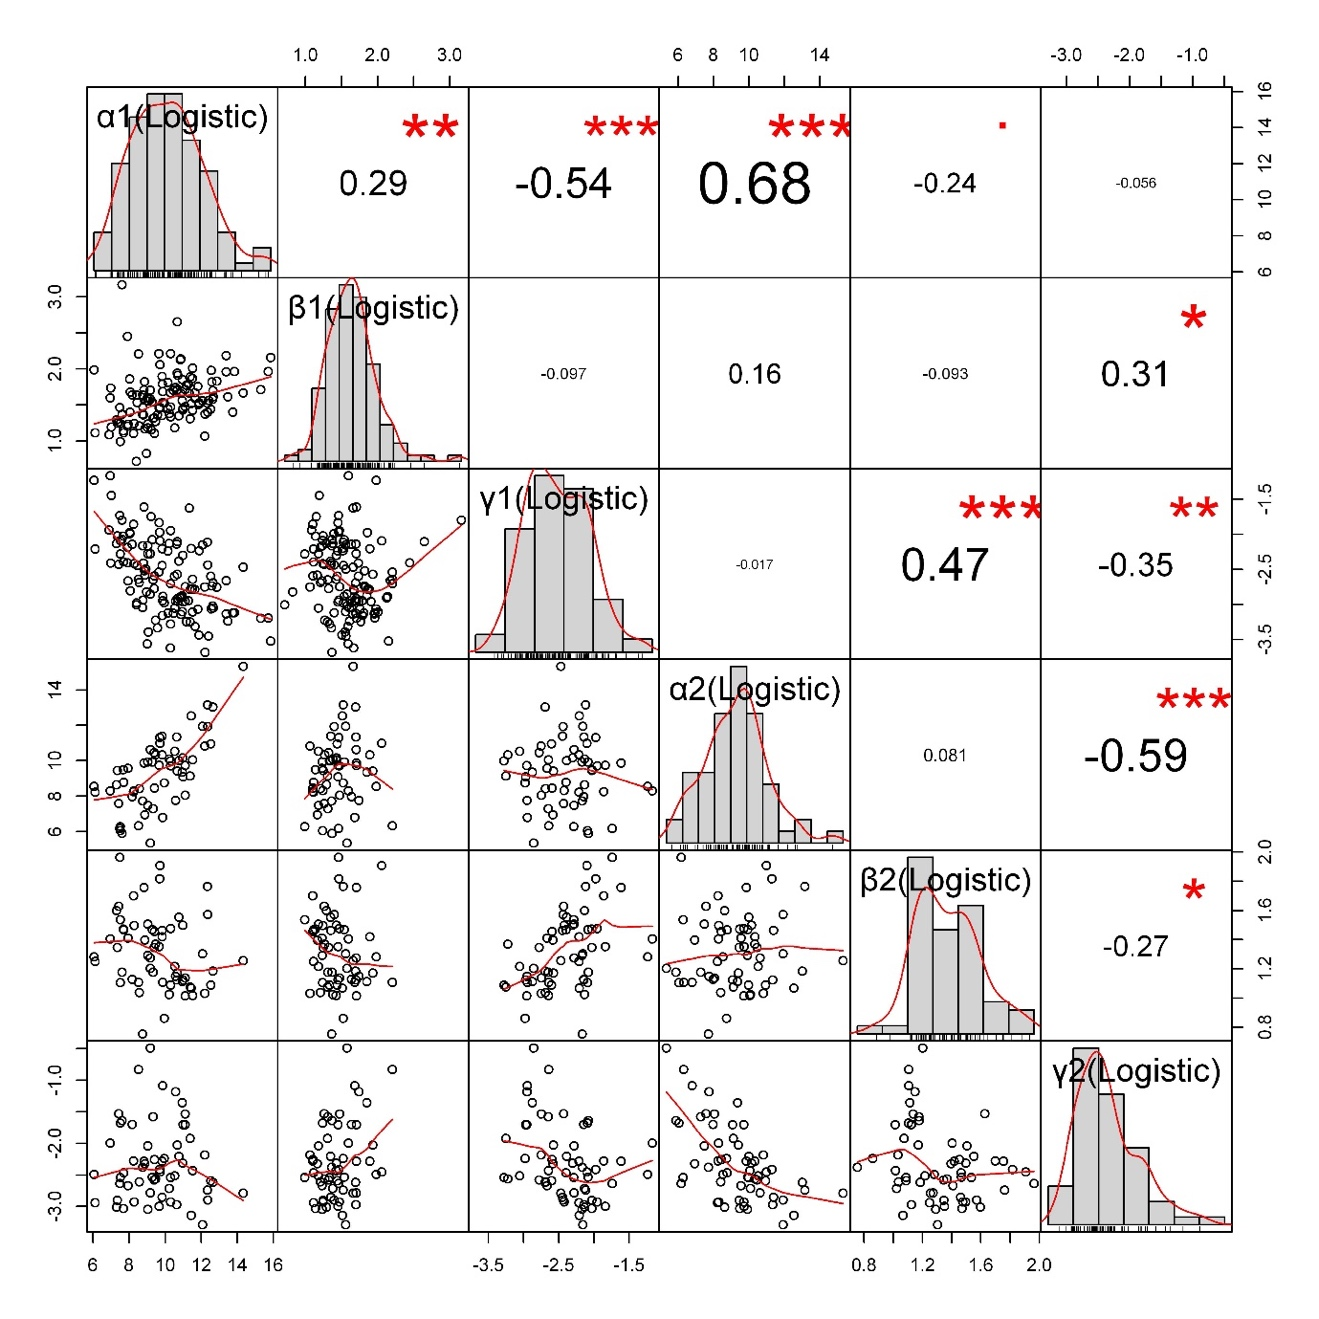 1.0 2.0 3.0 6 8 10 14 -3.0 -2.0 -1.0
α1(Logistic) ** *** *** .
0.29 -0.54 0.68 -0.24 -0.056
6 8 10 12 14 16
β1(Logistic) *
-0.097 0.16 -0.093 0.31
1.0 2.0 3.0
γ1(Logistic) *** **
-0.017 0.47 -0.35
-3.5 -2.5 -1.5
α2(Logistic) ***
0.081 -0.59
6 8 10 14
β2(Logistic) *
-0.27
0.8 1.2 1.6 2.0
γ2(Logistic)
-3.0 -2.0 -1.0
6 8 10 12 14 16 -3.5 -2.5 -1.5 0.8 1.2 1.6 2.0